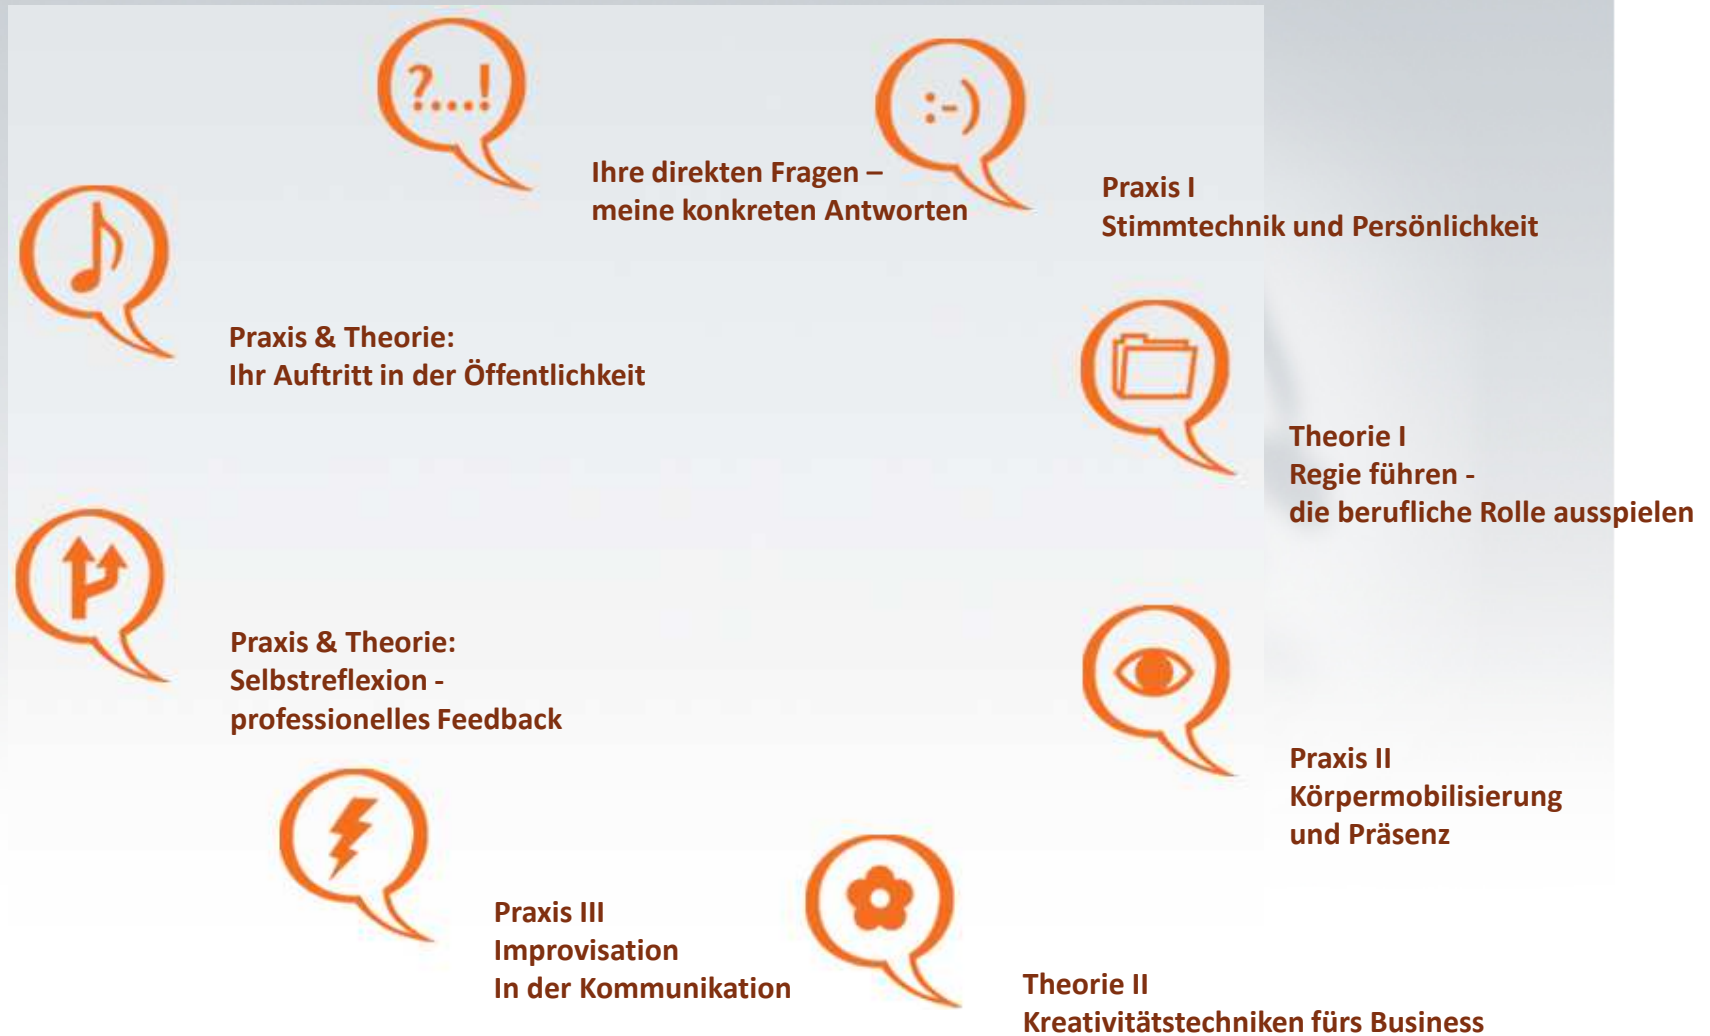 ?...!
:-)
Ihre direkten Fragen –
meine konkreten Antworten
Praxis I
Stimmtechnik und Persönlichkeit
Praxis & Theorie:
Ihr Auftritt in der Öffentlichkeit
Theorie I
Regie führen -
die berufliche Rolle ausspielen
Praxis & Theorie:
Selbstreflexion -
professionelles Feedback
Praxis II
Körpermobilisierung
und Präsenz
Praxis III
Improvisation
In der Kommunikation
Theorie II
Kreativitätstechniken fürs Business